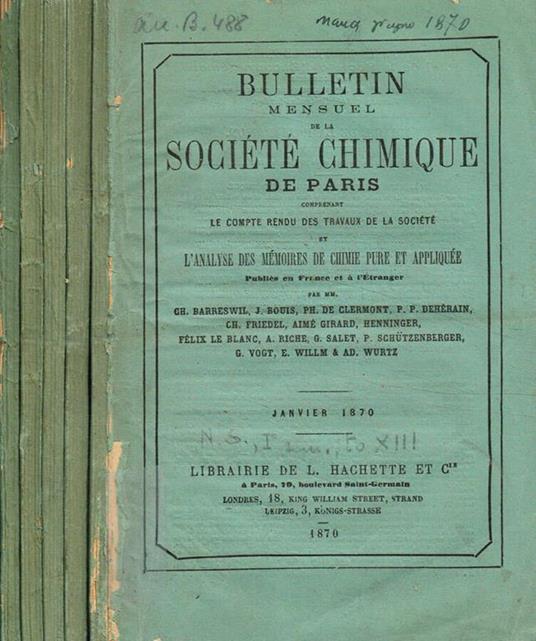 an. B. 488
1870
BULLETIN
MENSUEL
DE LA
SOCIÉTÉ CHIMIQUE
DE PARIS
COMPRENANT
LE COMPTE RENDU DES TRAVAUX DE LA SOCIÉTÉ
ET
L'ANALYSE DES MÉMOIRES DE CHIMIE PURE ET APPLIQUÉE
Publiés en France et à l'Étranger
PAR MM.
CH. BARRESWIL, J. BOUIS, PH. DE CLERMONT, P. P. DEHÉRAIN,
CH. FRIEDEL, AIMÉ GIRARD, HENNINGER,
FÉLIX LE BLANC, A. RICHE, G. SALET, P. SCHÜTZENBERGER,
G. VOGT, E. WILLM & AD. WURTZ
JANVIER 1870
N. S., I XIII
LIBRAIRIE DE L. HACHETTE ET Cie
à Paris, 79, boulevard Saint-Germain
LONDRES, 18, KING WILLIAM STREET, STRAND
LEIPZIG, 3, KÖNIGS-STRASSE
1870